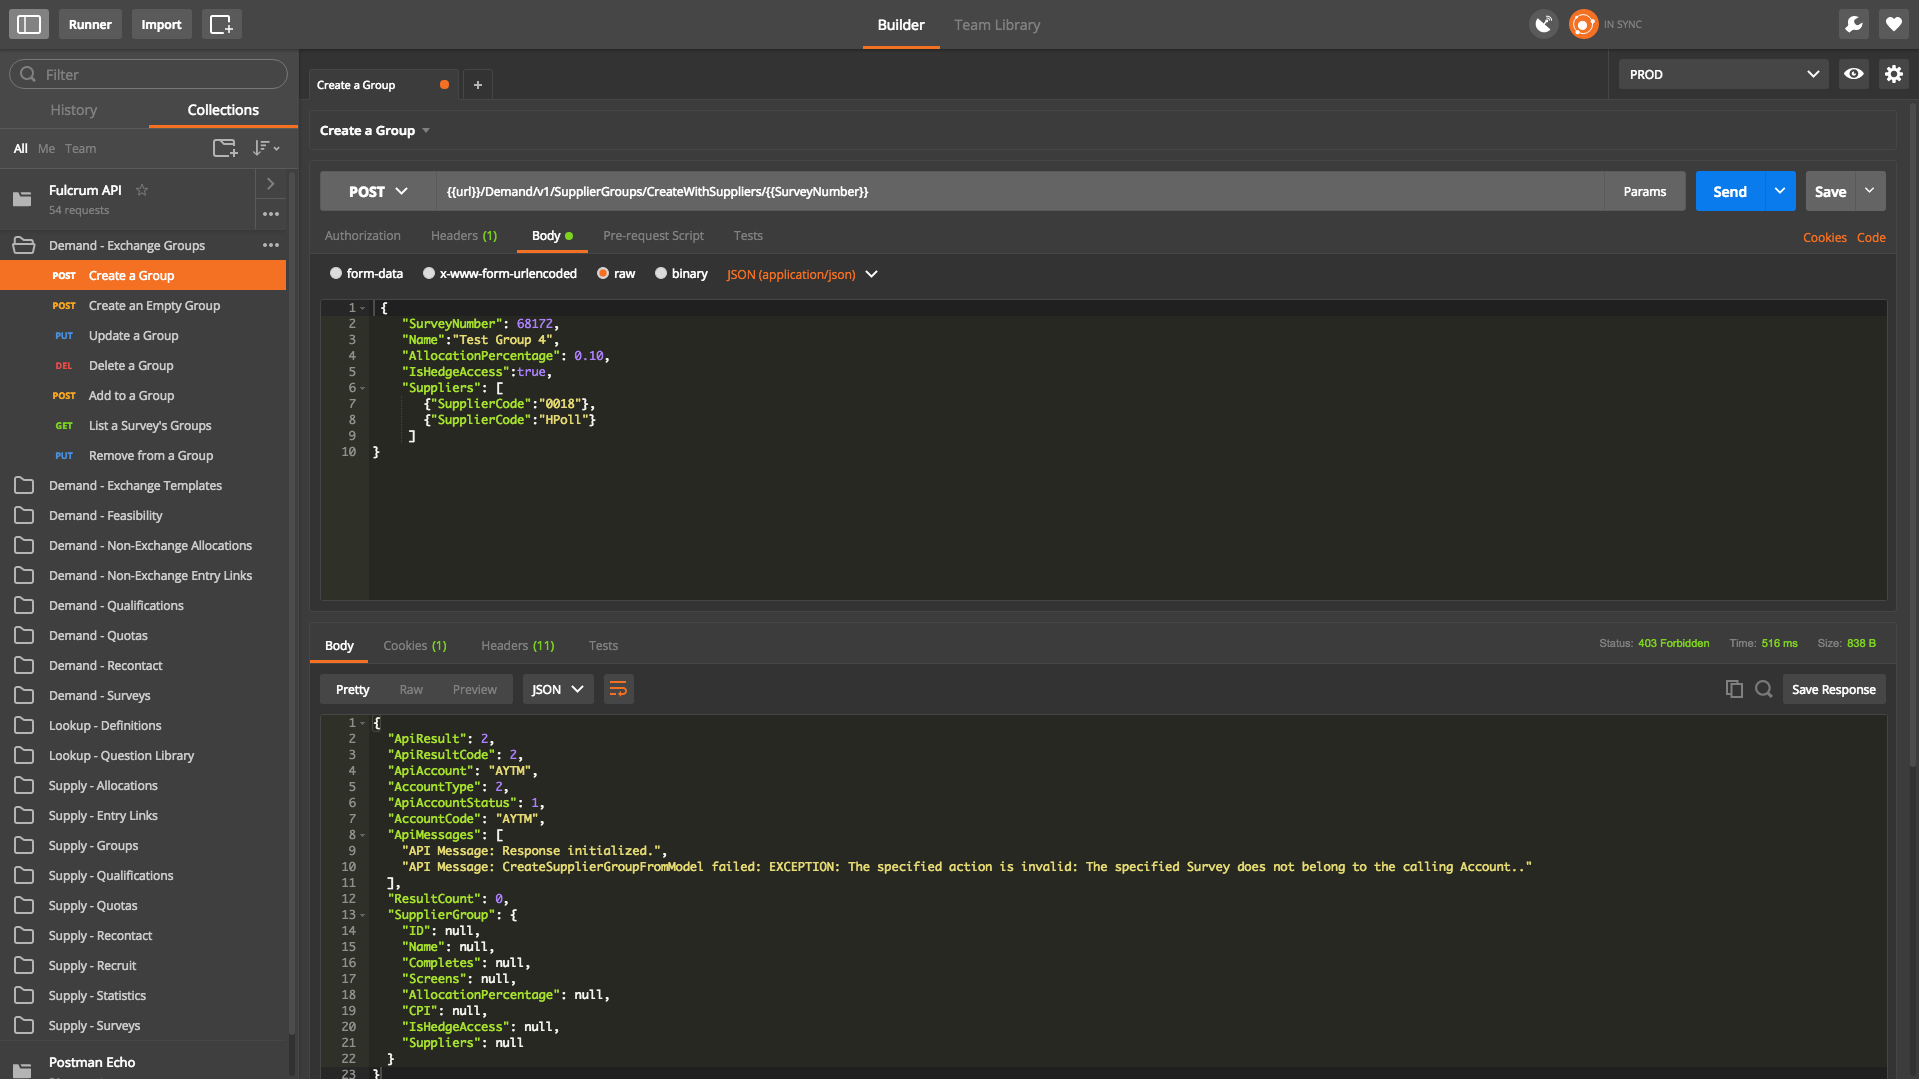 Runner
Import
Builder
Team Library
IN SYNC
Filter
History
Collections
All
Me
Team
Fulcrum API
54 requests
Demand - Exchange Groups
POST Create a Group
POST Create an Empty Group
PUT Update a Group
DEL Delete a Group
POST Add to a Group
GET List a Survey's Groups
PUT Remove from a Group
Demand - Exchange Templates
Demand - Feasibility
Demand - Non-Exchange Allocations
Demand - Non-Exchange Entry Links
Demand - Qualifications
Demand - Quotas
Demand - Recontact
Demand - Surveys
Lookup - Definitions
Lookup - Question Library
Supply - Allocations
Supply - Entry Links
Supply - Groups
Supply - Qualifications
Supply - Quotas
Supply - Recontact
Supply - Recruit
Supply - Statistics
Supply - Surveys
Postman Echo
Create a Group
+
PROD
Create a Group
POST
{{url}}/Demand/v1/SupplierGroups/CreateWithSuppliers/{{SurveyNumber}}
Params
Send
Save
Authorization
Headers (1)
Body
Pre-request Script
Tests
Cookies
Code
form-data
x-www-form-urlencoded
raw
binary
JSON (application/json)
1 {
2 "SurveyNumber": 68172,
3 "Name":"Test Group 4",
4 "AllocationPercentage": 0.10,
5 "IsHedgeAccess":true,
6 "Suppliers": [
7 {"SupplierCode":"0018"},
8 {"SupplierCode":"HPoll"}
9 ]
10 }
Body
Cookies (1)
Headers (11)
Tests
Status: 403 Forbidden
Time: 516 ms
Size: 838 B
Pretty
Raw
Preview
JSON
Save Response
1 {
2 "ApiResult": 2,
3 "ApiResultCode": 2,
4 "ApiAccount": "AYTM",
5 "AccountType": 2,
6 "ApiAccountStatus": 1,
7 "AccountCode": "AYTM",
8 "ApiMessages": [
9 "API Message: Response initialized.",
10 "API Message: CreateSupplierGroupFromModel failed: EXCEPTION: The specified action is invalid: The specified Survey does not belong to the calling Account.."
11 ],
12 "ResultCount": 0,
13 "SupplierGroup": {
14 "ID": null,
15 "Name": null,
16 "Completes": null,
17 "Screens": null,
18 "AllocationPercentage": null,
19 "CPI": null,
20 "IsHedgeAccess": null,
21 "Suppliers": null
22 }
23 }